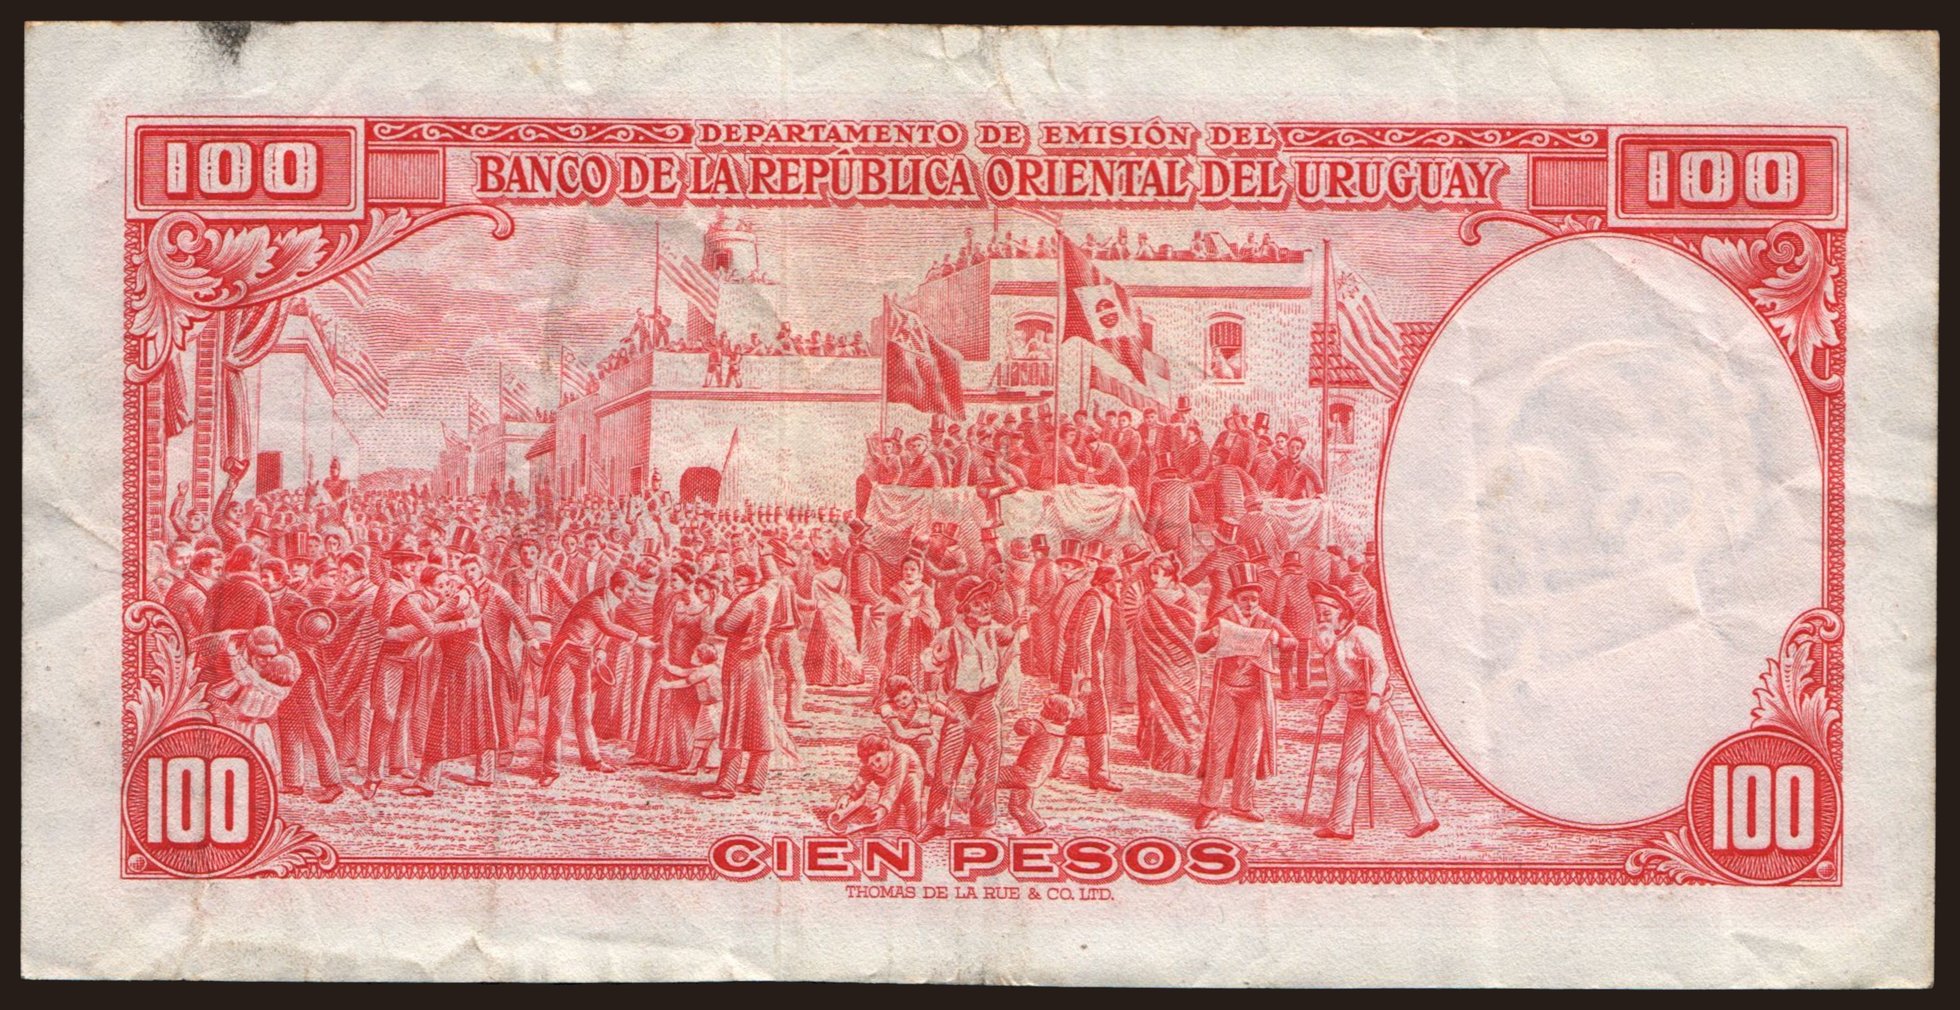 100
100
DEPARTAMENTO DE EMISIÓN DEL
BANCO DE LA REPÚBLICA ORIENTAL DEL URUGUAY
100
100
CIEN PESOS
THOMAS DE LA RUE & CO. LTD.